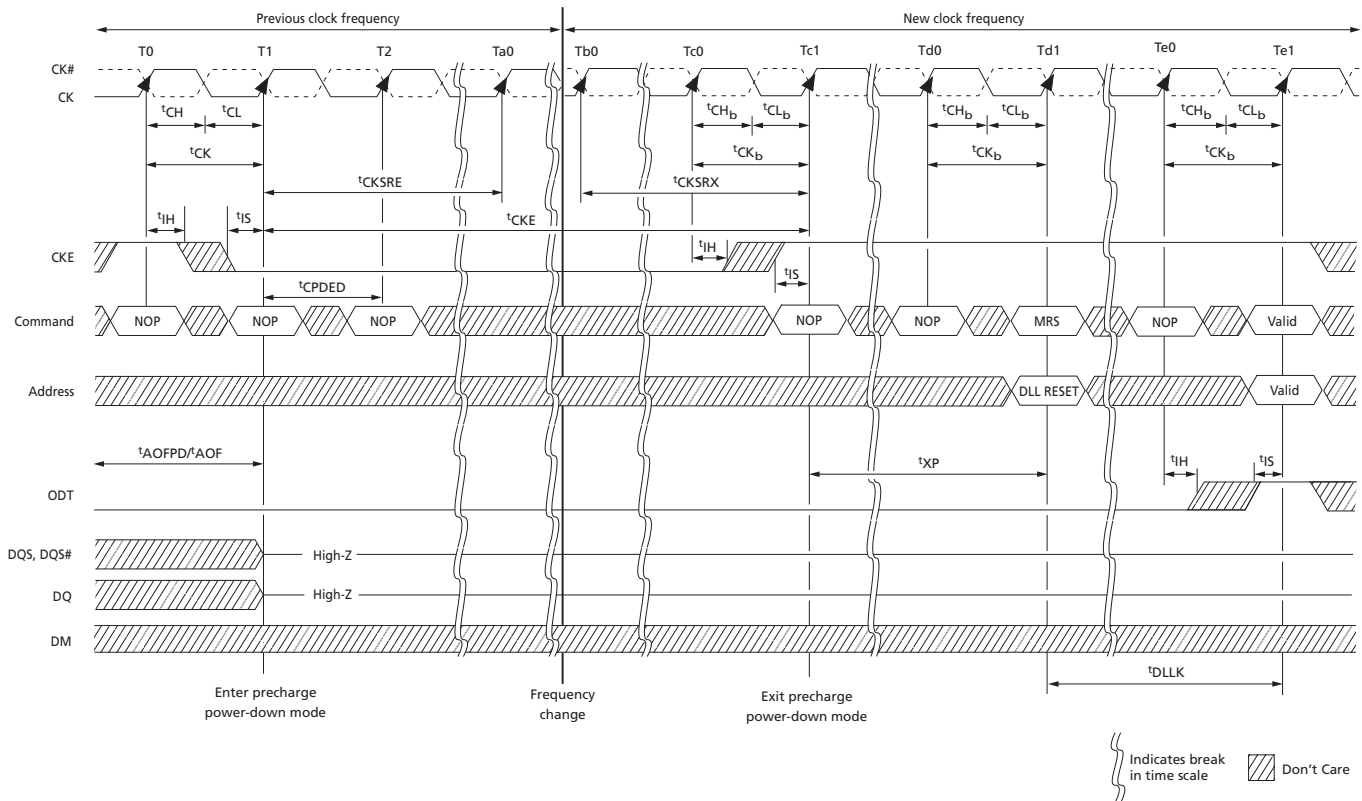 Previous clock frequency New clock frequency
T0 T1 T2 Ta0 Tb0 Tc0 Tc1 Td0 Td1 Te0 Te1
CK#
CK
tCH tCL tCHb tCLb tCHb tCLb tCHb tCLb
tCK tCKb tCKb tCKb
tCKSRE tCKSRX
tIH tIS tCKE
CKE tIH
tIS
tCPDED
Command NOP NOP NOP NOP NOP MRS NOP Valid
Address DLL RESET Valid
tAOFPD/tAOF tXP tIH tIS
ODT
DQS, DQS# High-Z
DQ High-Z
DM
tDLLK
Enter precharge
power-down mode
Frequency
change
Exit precharge
power-down mode
Indicates break
in time scale
Don't Care